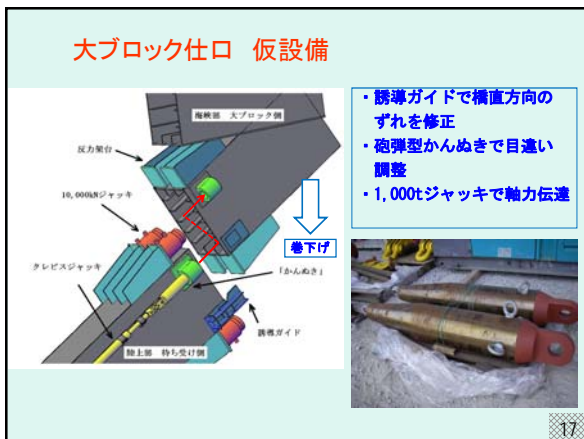 大ブロック仕口 仮設備
海峡部 大ブロック側
反力架台
10,000kNジャッキ
クレビスジャッキ
巻下げ
「かんぬき」
誘導ガイド
陸上部 待ち受け側
・誘導ガイドで橋直方向の
ずれを修正
・砲弾型かんぬきで目違い
調整
・1,000tジャッキで軸力伝達
17